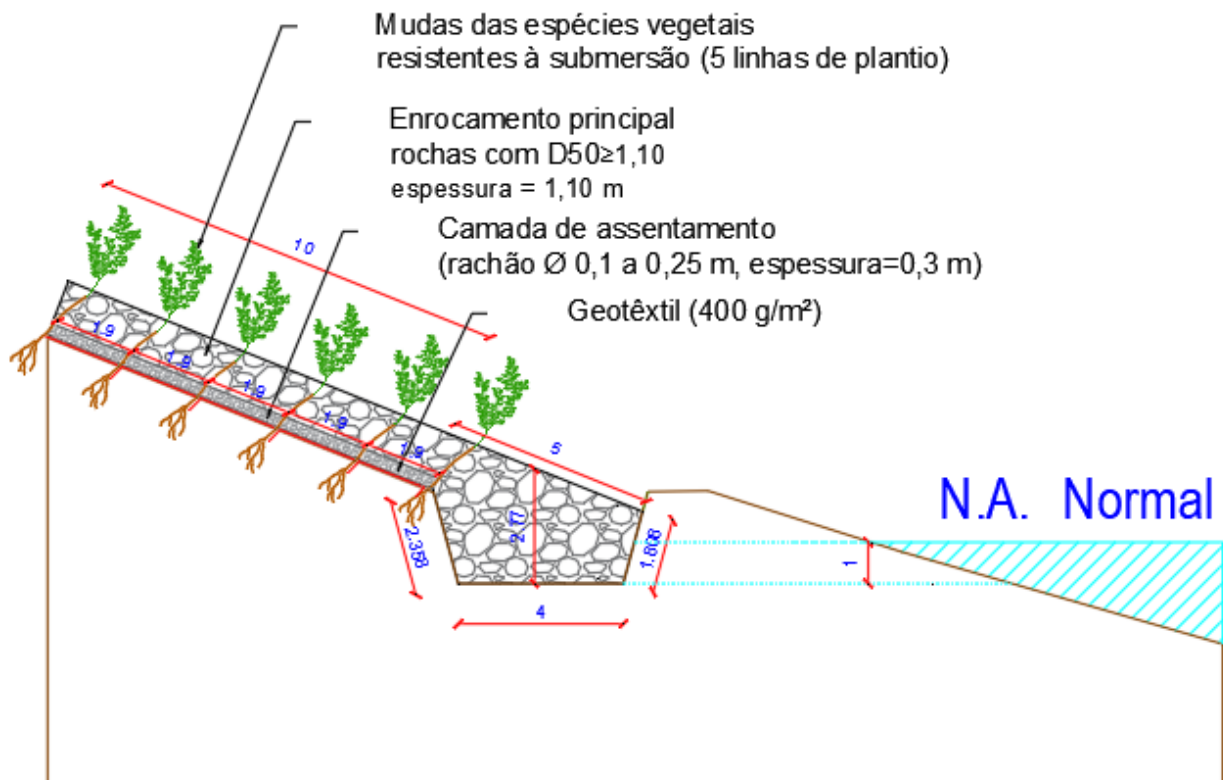 Mudas das espécies vegetais
resistentes à submersão (5 linhas de plantio)
Enrocamento principal
rochas com D50≥1,10
espessura = 1,10 m
Camada de assentamento
(rachão Ø 0,1 a 0,25 m, espessura=0,3 m)
Geotêxtil (400 g/m²)
10
1.9
1.9
1.9
1.9
1.9
5
2.77
2.358
1.808
4
1
N.A. Normal